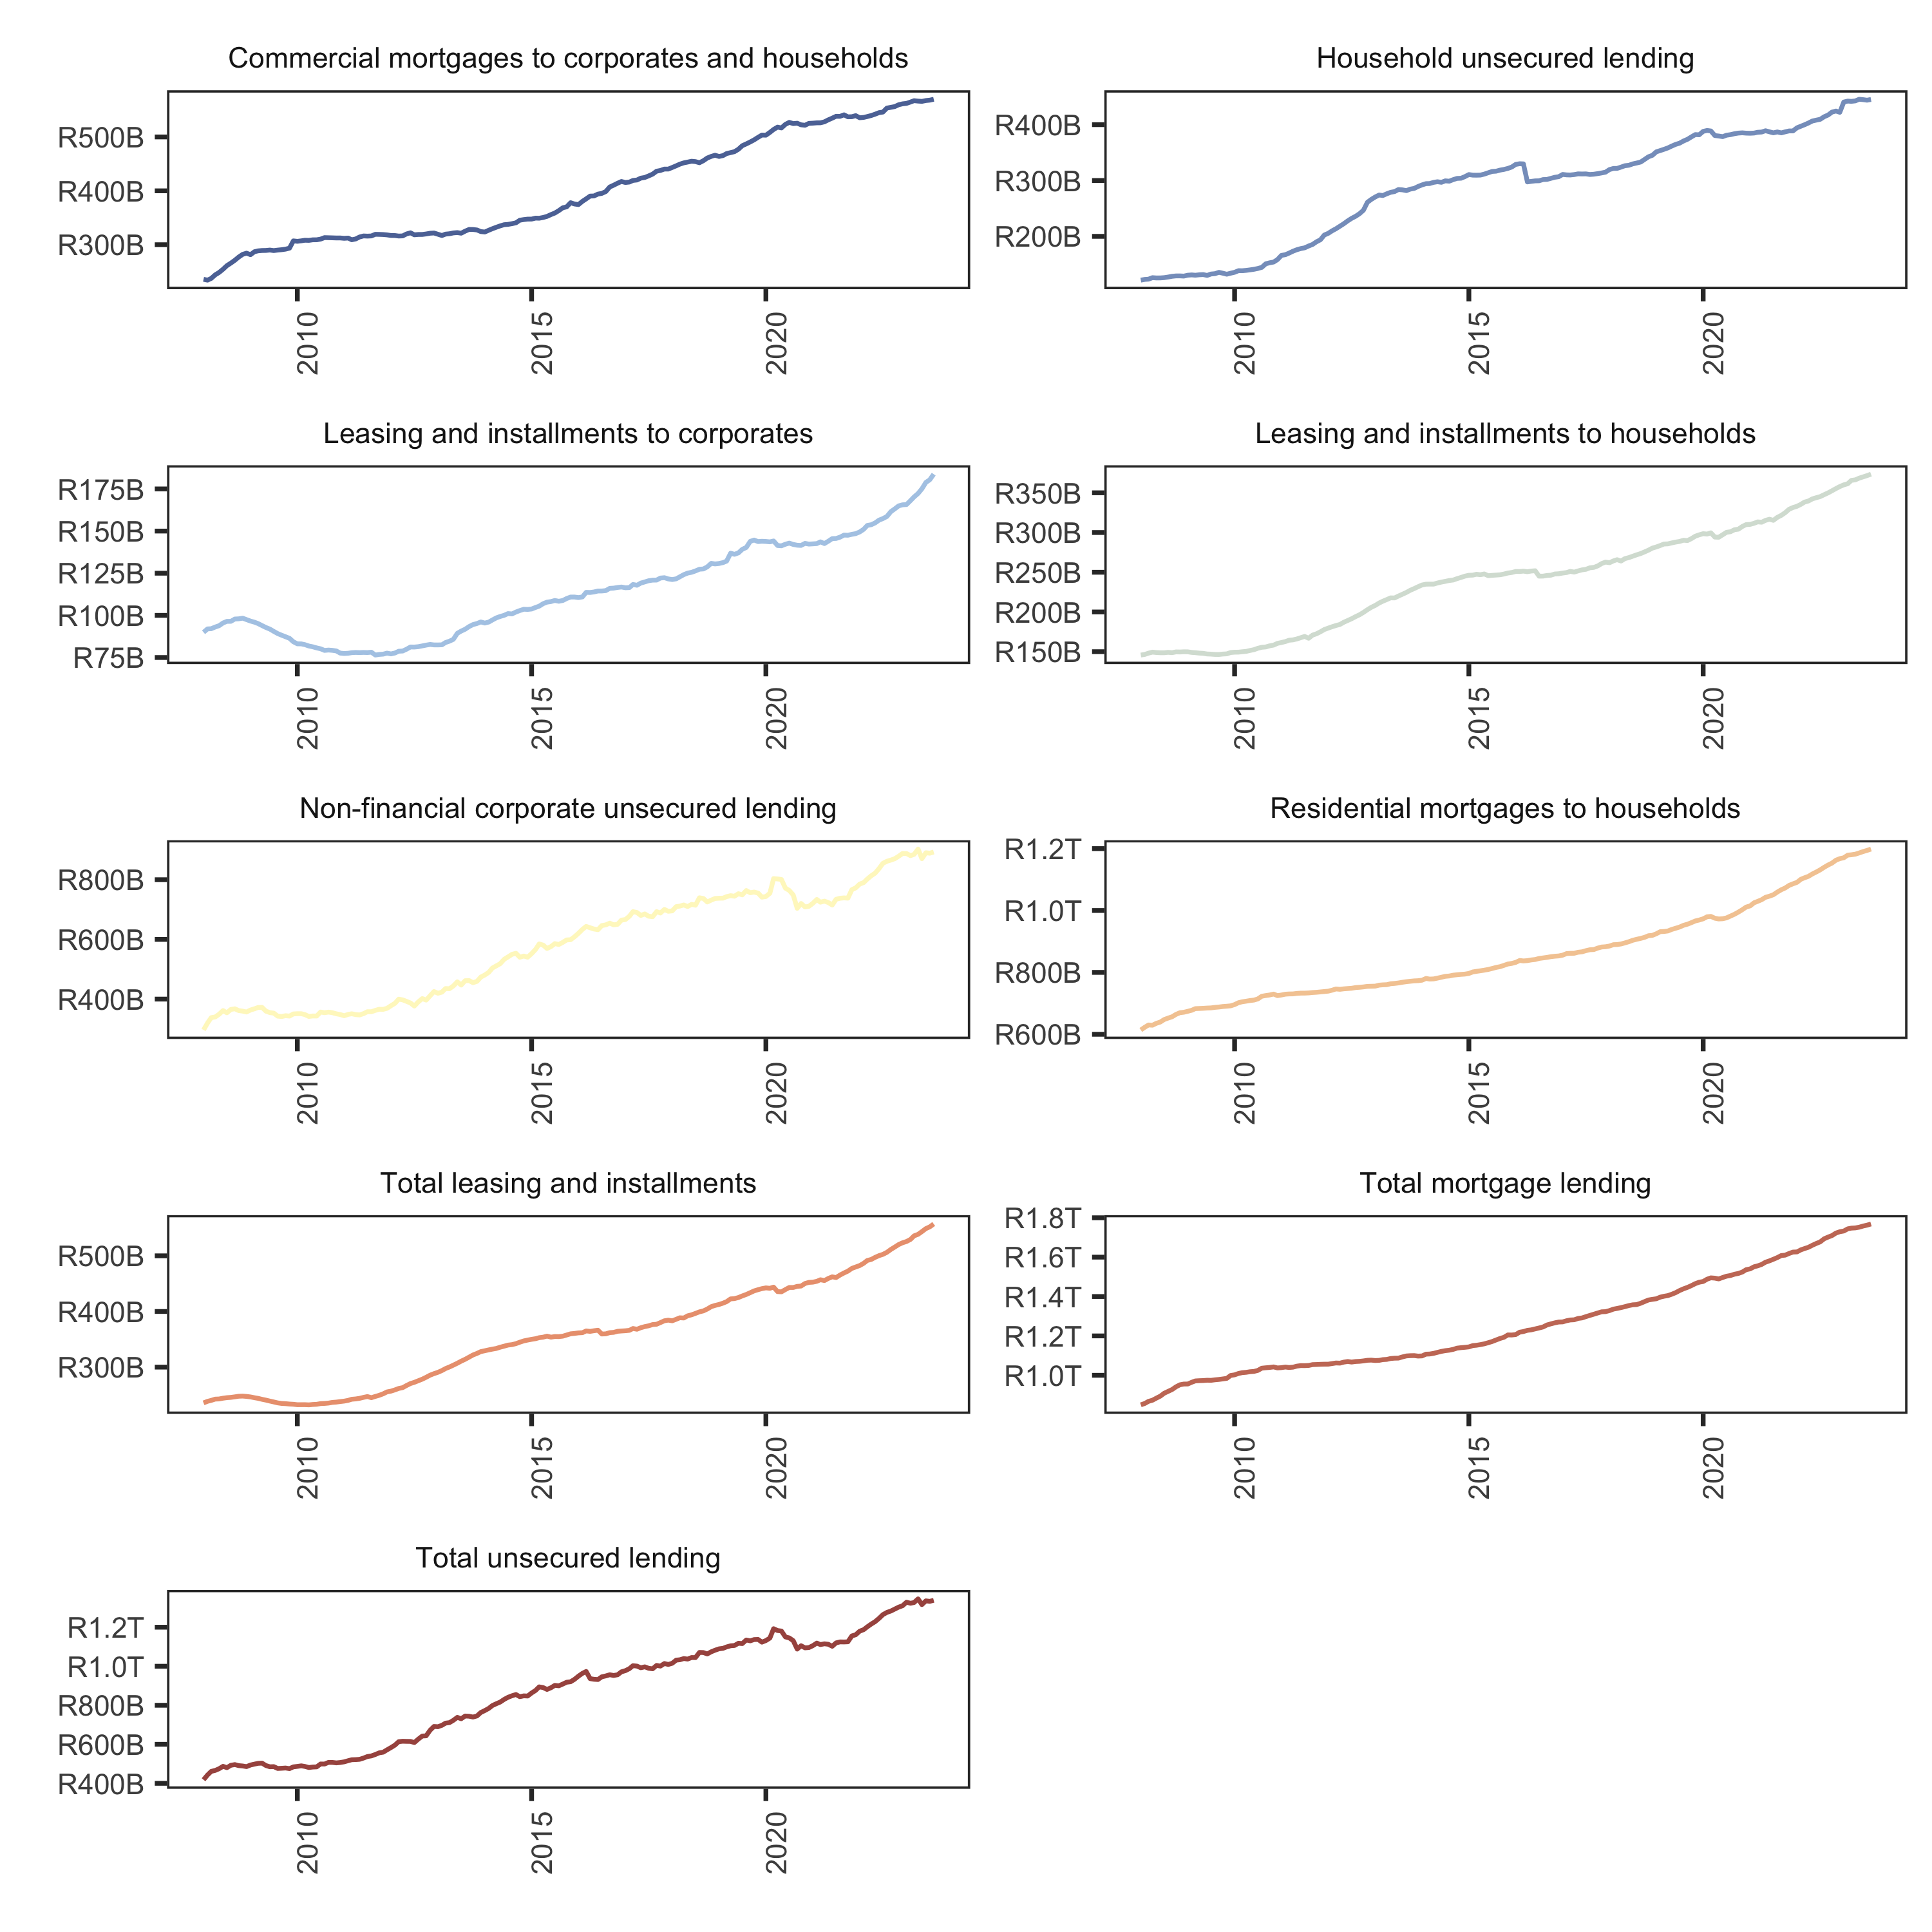 Commercial mortgages to corporates and households
R500B
R400B
R300B
2010
2015
2020
Household unsecured lending
R400B
R300B
R200B
2010
2015
2020
Leasing and installments to corporates
R175B
R150B
R125B
R100B
R75B
2010
2015
2020
Leasing and installments to households
R350B
R300B
R250B
R200B
R150B
2010
2015
2020
Non-financial corporate unsecured lending
R800B
R600B
R400B
2010
2015
2020
Residential mortgages to households
R1.2T
R1.0T
R800B
R600B
2010
2015
2020
Total leasing and installments
R500B
R400B
R300B
2010
2015
2020
Total mortgage lending
R1.8T
R1.6T
R1.4T
R1.2T
R1.0T
2010
2015
2020
Total unsecured lending
R1.2T
R1.0T
R800B
R600B
R400B
2010
2015
2020